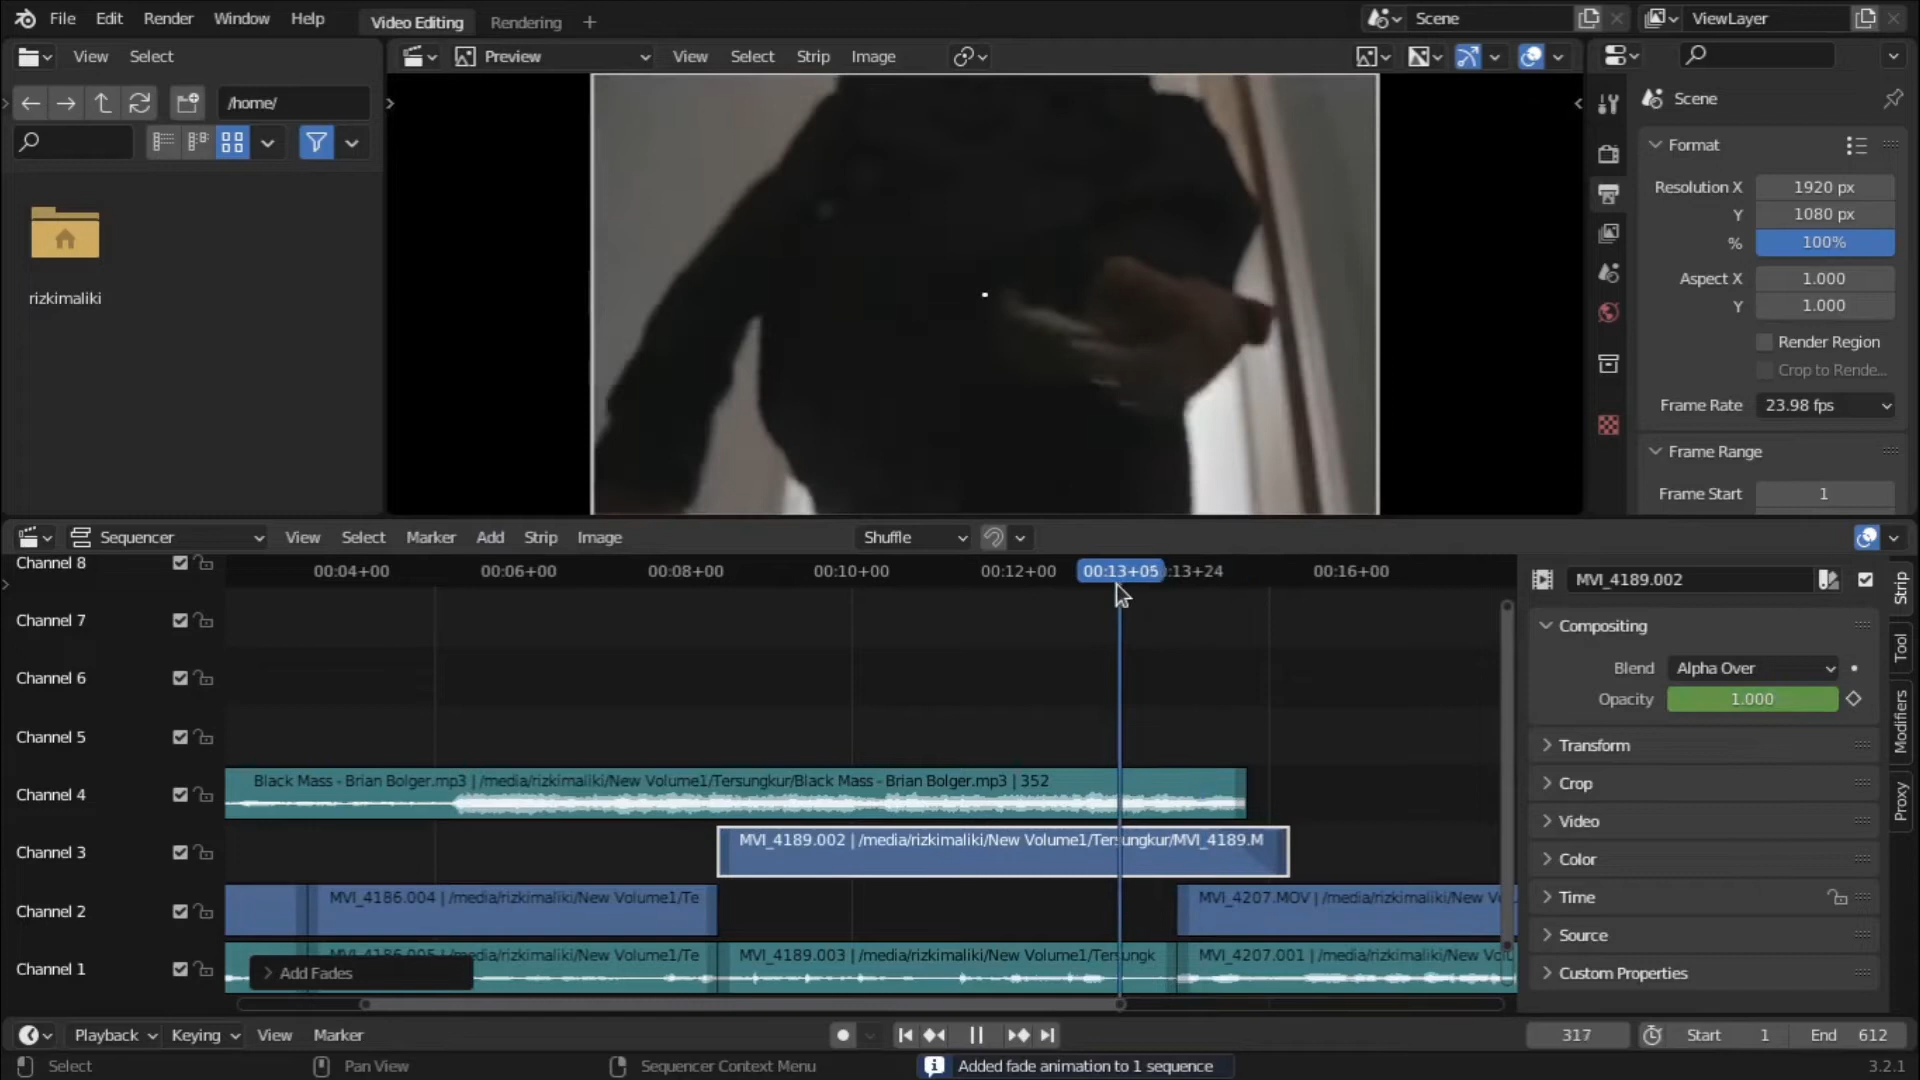 File Edit Render Window Help Video Editing Rendering + Scene ViewLayer
View Select Preview View Select Strip Image
/home/
Scene
Format
rizkimaliki
Resolution X 1920 px
Y 1080 px
% 100%
Aspect X 1.000
Y 1.000
Render Region
Crop to Rende...
Frame Rate 23.98 fps
Frame Range
Frame Start 1
Sequencer View Select Marker Add Strip Image Shuffle
Channel 8
00:04+00 00:06+00 00:08+00 00:10+00 00:12+00 00:13+05 :13+24 00:16+00
MVI_4189.002
Channel 7
Channel 6
Channel 5
Channel 4
Black Mass - Brian Bolger.mp3 | /media/rizkimaliki/New Volume1/Tersungkur/Black Mass - Brian Bolger.mp3 | 352
Channel 3
MVI_4189.002 | /media/rizkimaliki/New Volume1/Tersungkur/MVI_4189.M
Channel 2
MVI_4186.004 | /media/rizkimaliki/New Volume1/Te
MVI_4207.MOV | /media/rizkimaliki/New Vo
Channel 1
MVI_4186.005 | /media/rizkimaliki/New Volume1/Te
MVI_4189.003 | /media/rizkimaliki/New Volume1/Tersungk
MVI_4207.001 | /media/rizkimaliki/New Vol
Add Fades
Compositing
Blend Alpha Over
Opacity 1.000
Transform
Crop
Video
Color
Time
Source
Custom Properties
Strip
Tool
Modifiers
Proxy
Playback Keying View Marker 317 Start 1 End 612
Select Pan View Sequencer Context Menu Added fade animation to 1 sequence 3.2.1